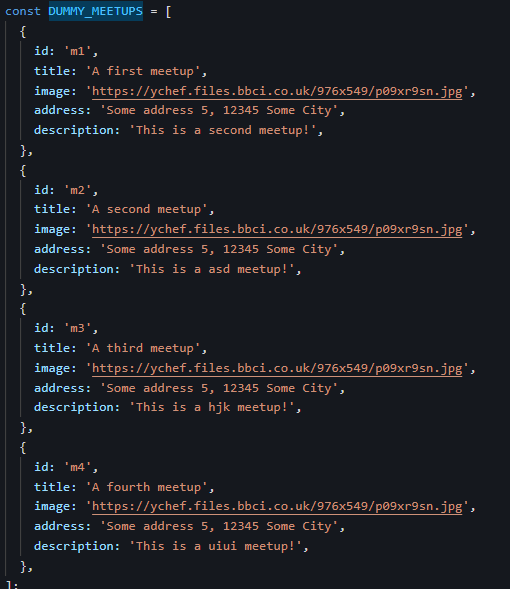 const DUMMY_MEETUPS = [
{
id: 'm1',
title: 'A first meetup',
image: 'https://ychef.files.bbci.co.uk/976x549/p09xr9sn.jpg',
address: 'Some address 5, 12345 Some City',
description: 'This is a second meetup!',
},
{
id: 'm2',
title: 'A second meetup',
image: 'https://ychef.files.bbci.co.uk/976x549/p09xr9sn.jpg',
address: 'Some address 5, 12345 Some City',
description: 'This is a asd meetup!',
},
{
id: 'm3',
title: 'A third meetup',
image: 'https://ychef.files.bbci.co.uk/976x549/p09xr9sn.jpg',
address: 'Some address 5, 12345 Some City',
description: 'This is a hjk meetup!',
},
{
id: 'm4',
title: 'A fourth meetup',
image: 'https://ychef.files.bbci.co.uk/976x549/p09xr9sn.jpg',
address: 'Some address 5, 12345 Some City',
description: 'This is a uiui meetup!',
},
];